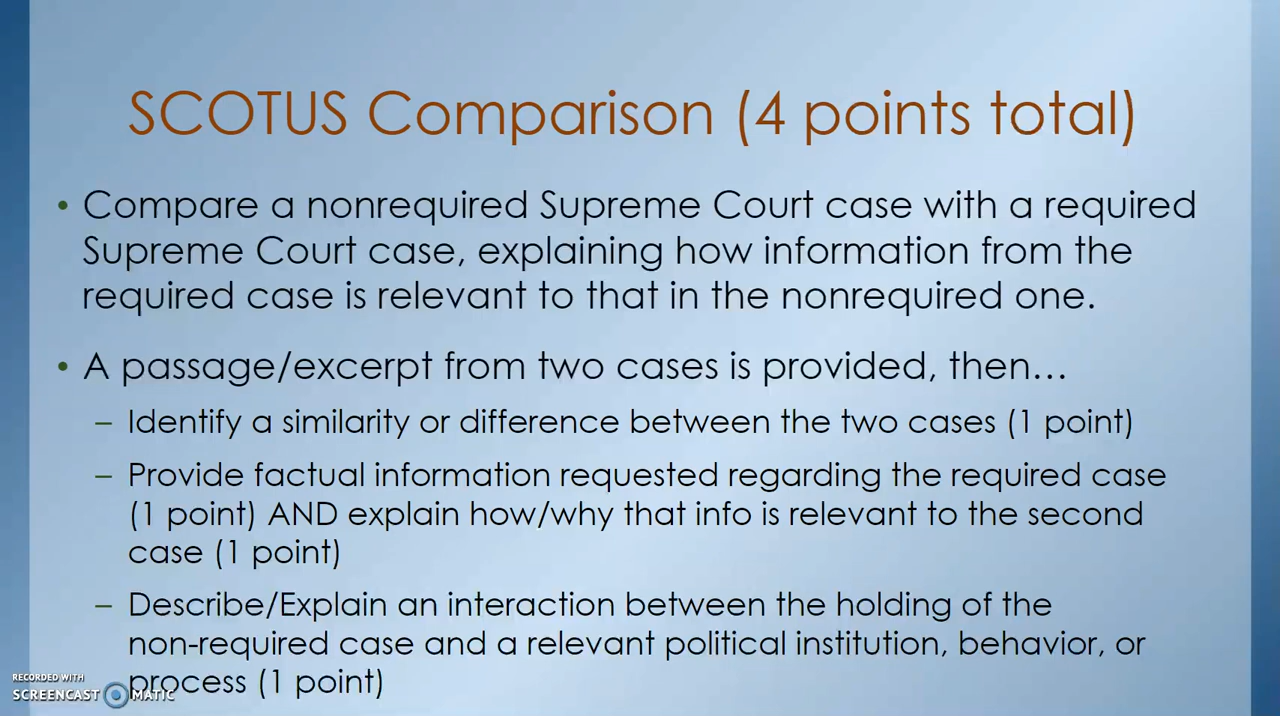 SCOTUS Comparison (4 points total)
• Compare a nonrequired Supreme Court case with a required
Supreme Court case, explaining how information from the
required case is relevant to that in the nonrequired one.
• A passage/excerpt from two cases is provided, then…
– Identify a similarity or difference between the two cases (1 point)
– Provide factual information requested regarding the required case
(1 point) AND explain how/why that info is relevant to the second
case (1 point)
– Describe/Explain an interaction between the holding of the
non-required case and a relevant political institution, behavior, or
process (1 point)
RECORDED WITH
SCREENCAST MATIC